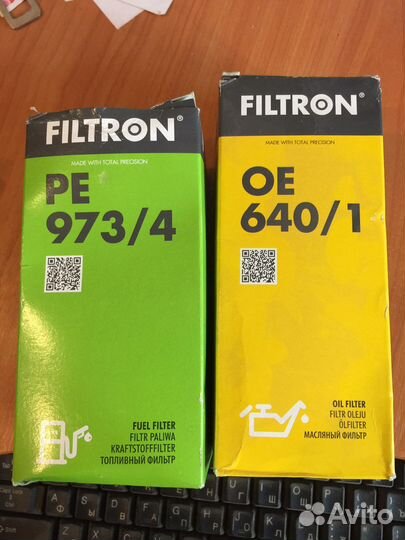 FILTRON®
MADE WITH TOTAL PRECISION
PE
973/4
FUEL FILTER
FILTR PALIWA
KRAFTSTOFFFILTER
ТОПЛИВНЫЙ ФИЛЬТР
FILTRON®
MADE WITH TOTAL PRECISION
OE
640/1
OIL FILTER
FILTR OLEJU
ÖLFILTER
МАСЛЯНЫЙ ФИЛЬТР
Avito